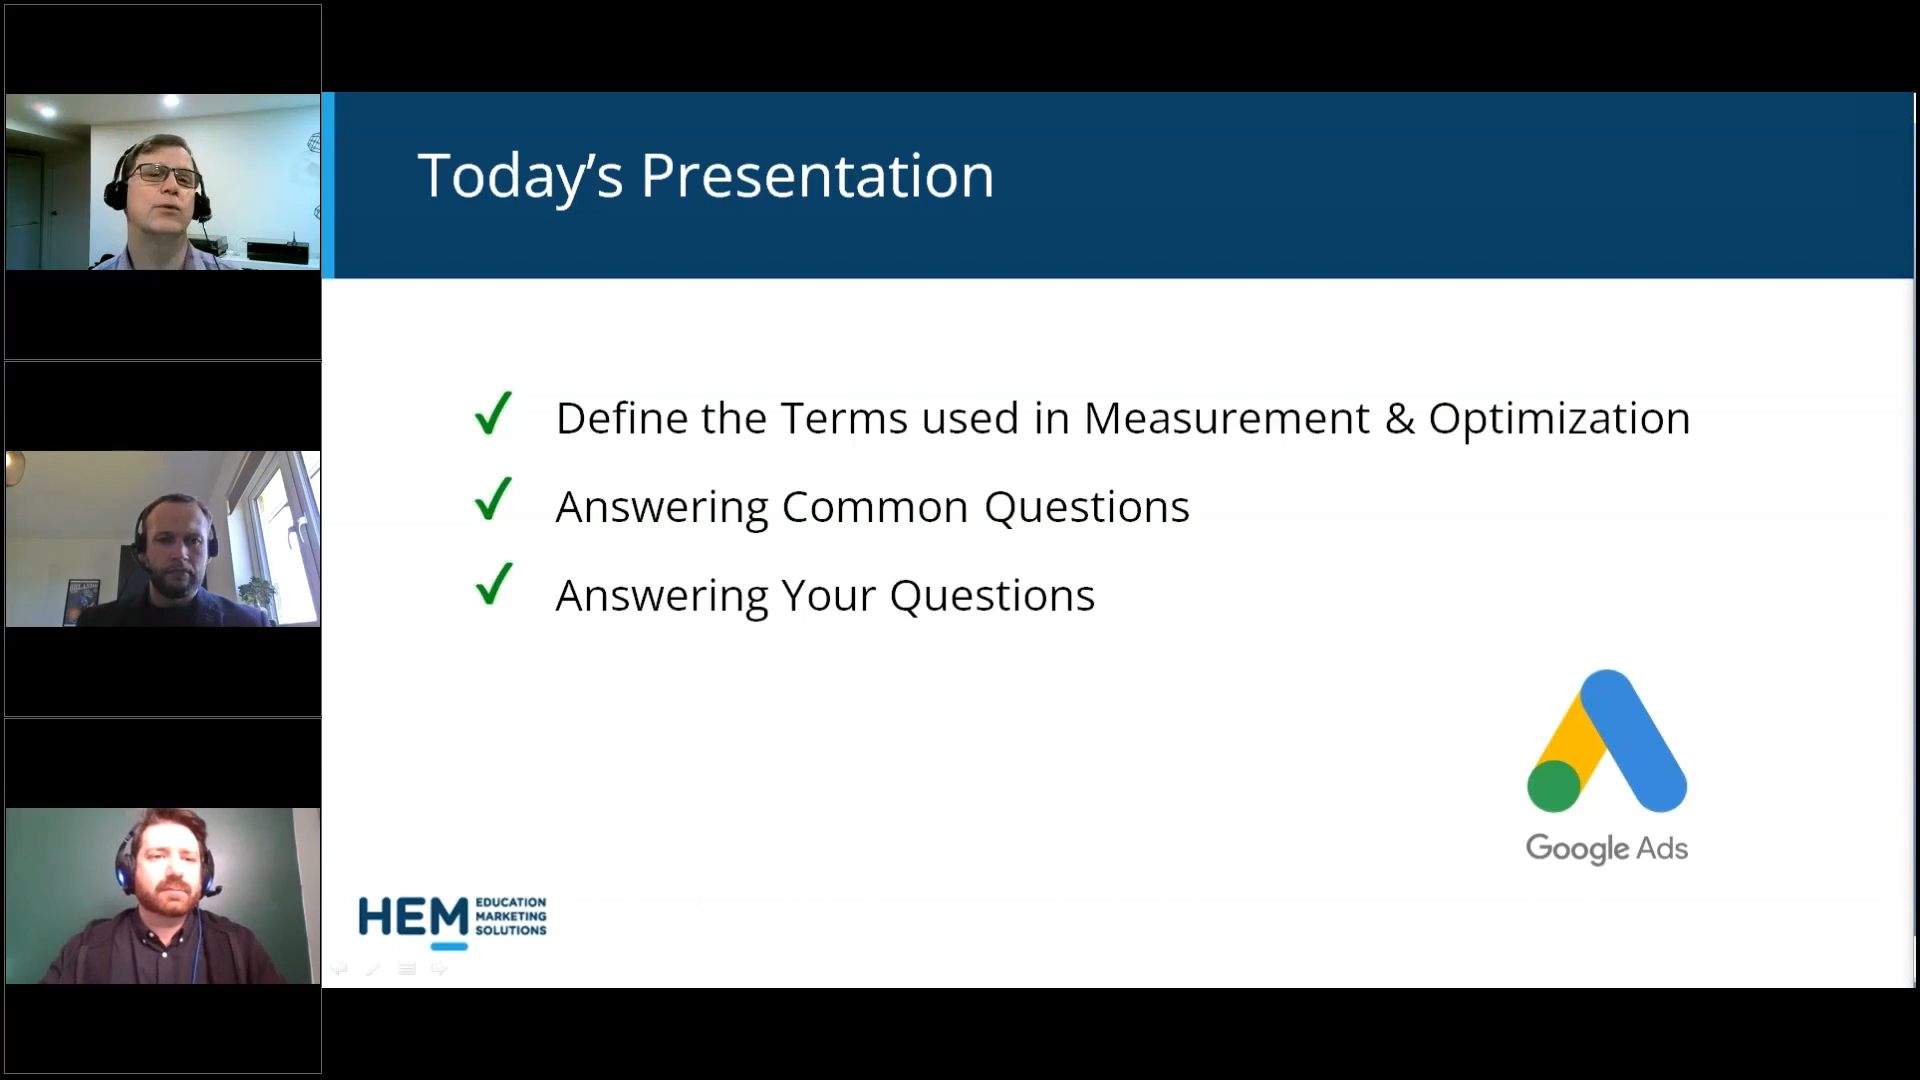 Today's Presentation
✓ Define the Terms used in Measurement & Optimization
✓ Answering Common Questions
✓ Answering Your Questions
Google Ads
HEM EDUCATION
MARKETING
SOLUTIONS